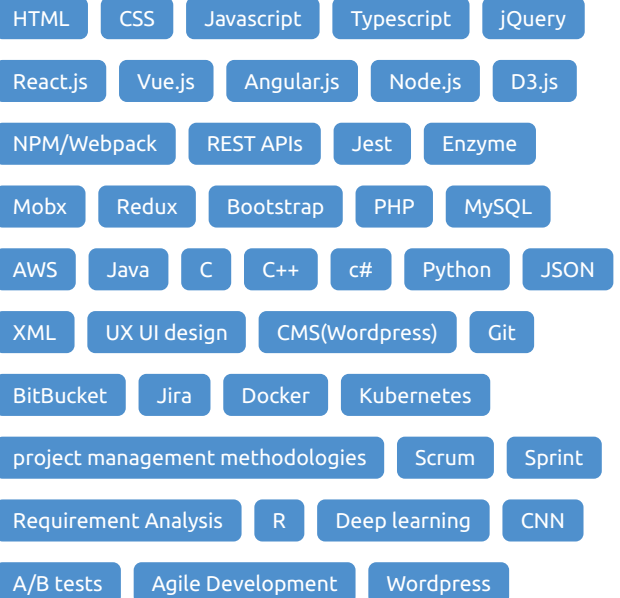 HTML CSS Javascript Typescript jQuery
React.js Vue.js Angular.js Node.js D3.js
NPM/Webpack REST APIs Jest Enzyme
Mobx Redux Bootstrap PHP MySQL
AWS Java C C++ c# Python JSON
XML UX UI design CMS(Wordpress) Git
BitBucket Jira Docker Kubernetes
project management methodologies Scrum Sprint
Requirement Analysis R Deep learning CNN
A/B tests Agile Development Wordpress